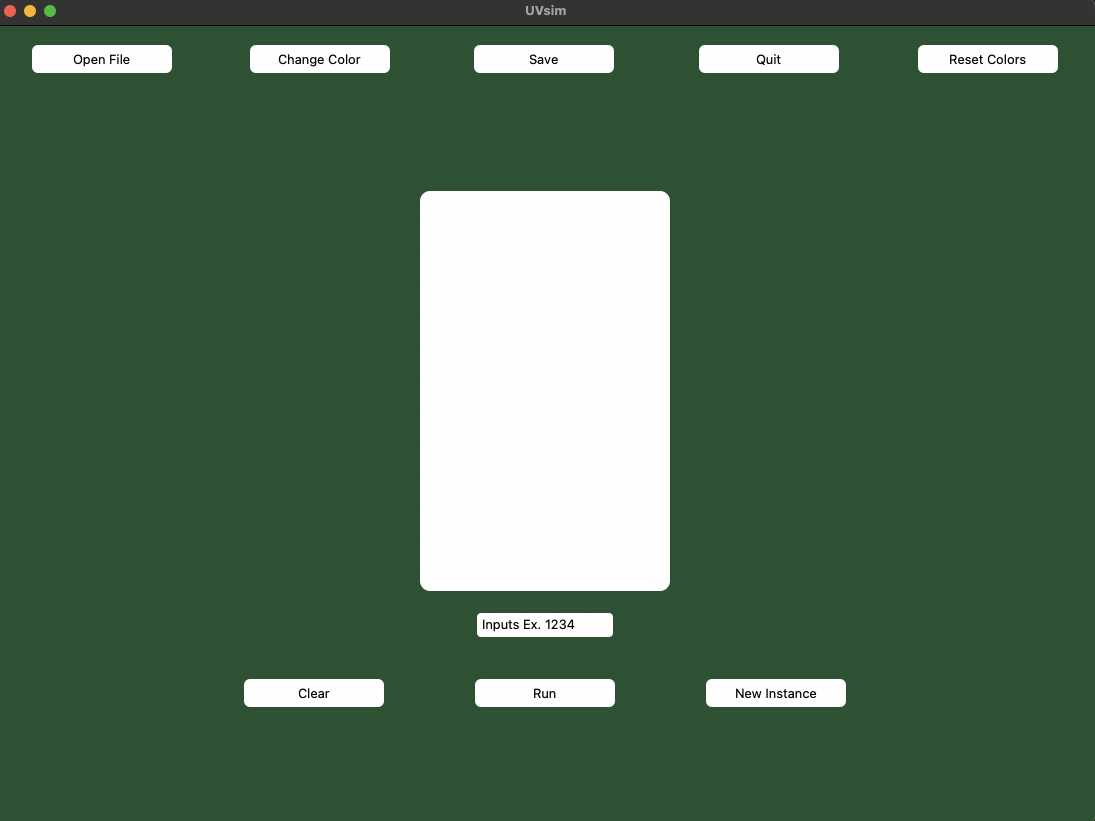 UVsim
Open File
Change Color
Save
Quit
Reset Colors
Inputs Ex. 1234
Clear
Run
New Instance